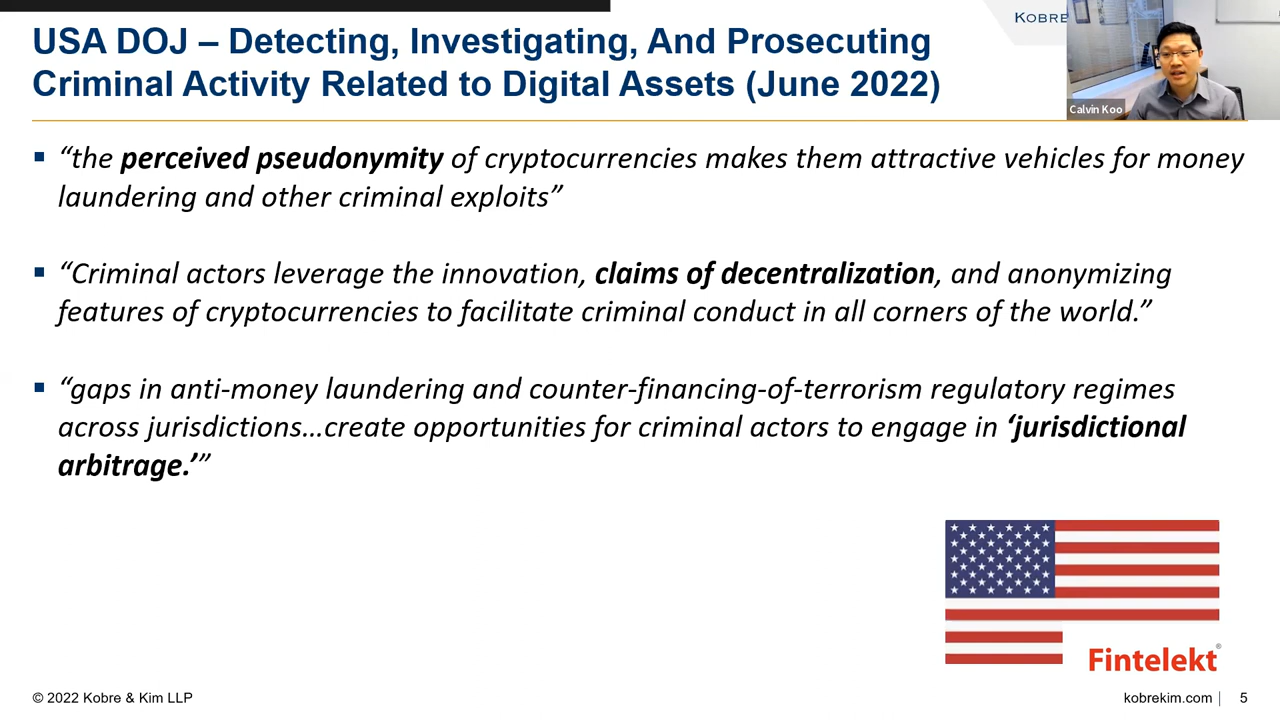 USA DOJ – Detecting, Investigating, And Prosecuting
Criminal Activity Related to Digital Assets (June 2022)
KOBRE
Calvin Koo
▪ “the perceived pseudonymity of cryptocurrencies makes them attractive vehicles for money
laundering and other criminal exploits”
▪ “Criminal actors leverage the innovation, claims of decentralization, and anonymizing
features of cryptocurrencies to facilitate criminal conduct in all corners of the world.”
▪ “gaps in anti-money laundering and counter-financing-of-terrorism regulatory regimes
across jurisdictions…create opportunities for criminal actors to engage in ‘jurisdictional
arbitrage.’”
Fintelekt®
© 2022 Kobre & Kim LLP
kobrekim.com | 5